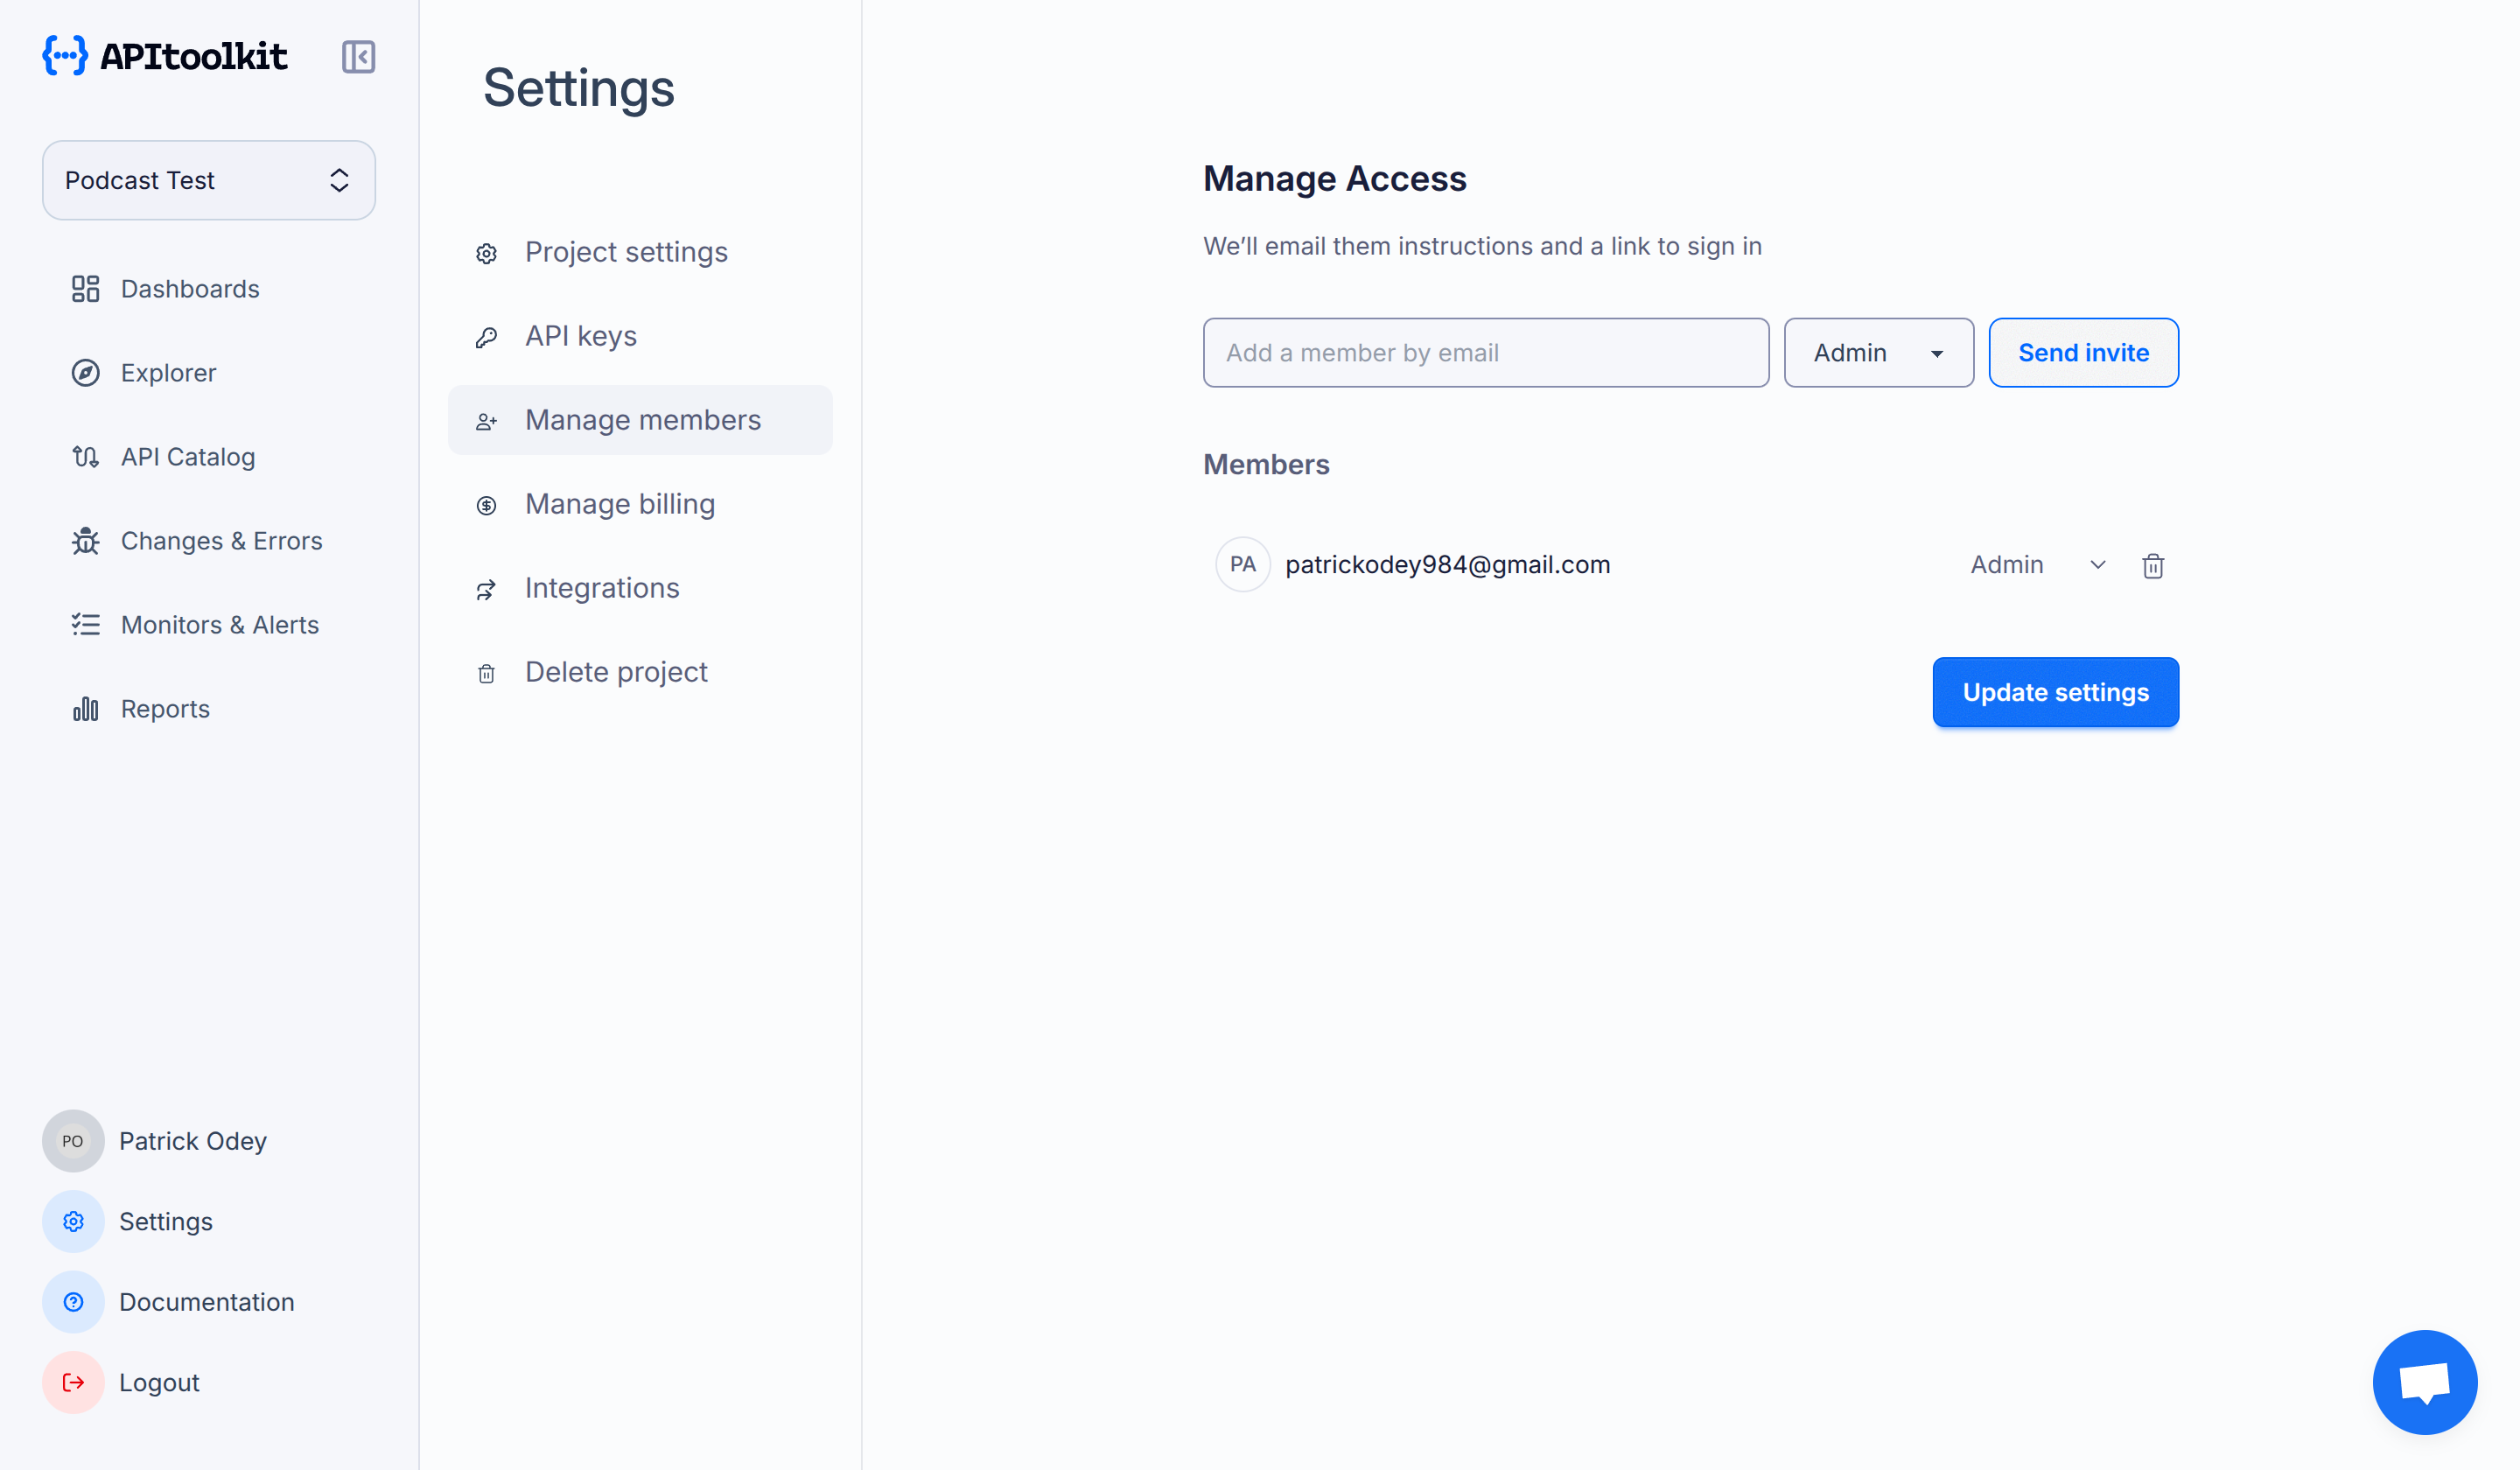 APItoolkit
Podcast Test
Dashboards
Explorer
API Catalog
Changes & Errors
Monitors & Alerts
Reports
PO Patrick Odey
Settings
Documentation
Logout
Settings
Project settings
API keys
Manage members
Manage billing
Integrations
Delete project
Manage Access
We’ll email them instructions and a link to sign in
Add a member by email Admin Send invite
Members
PA patrickodey984@gmail.com Admin
Update settings